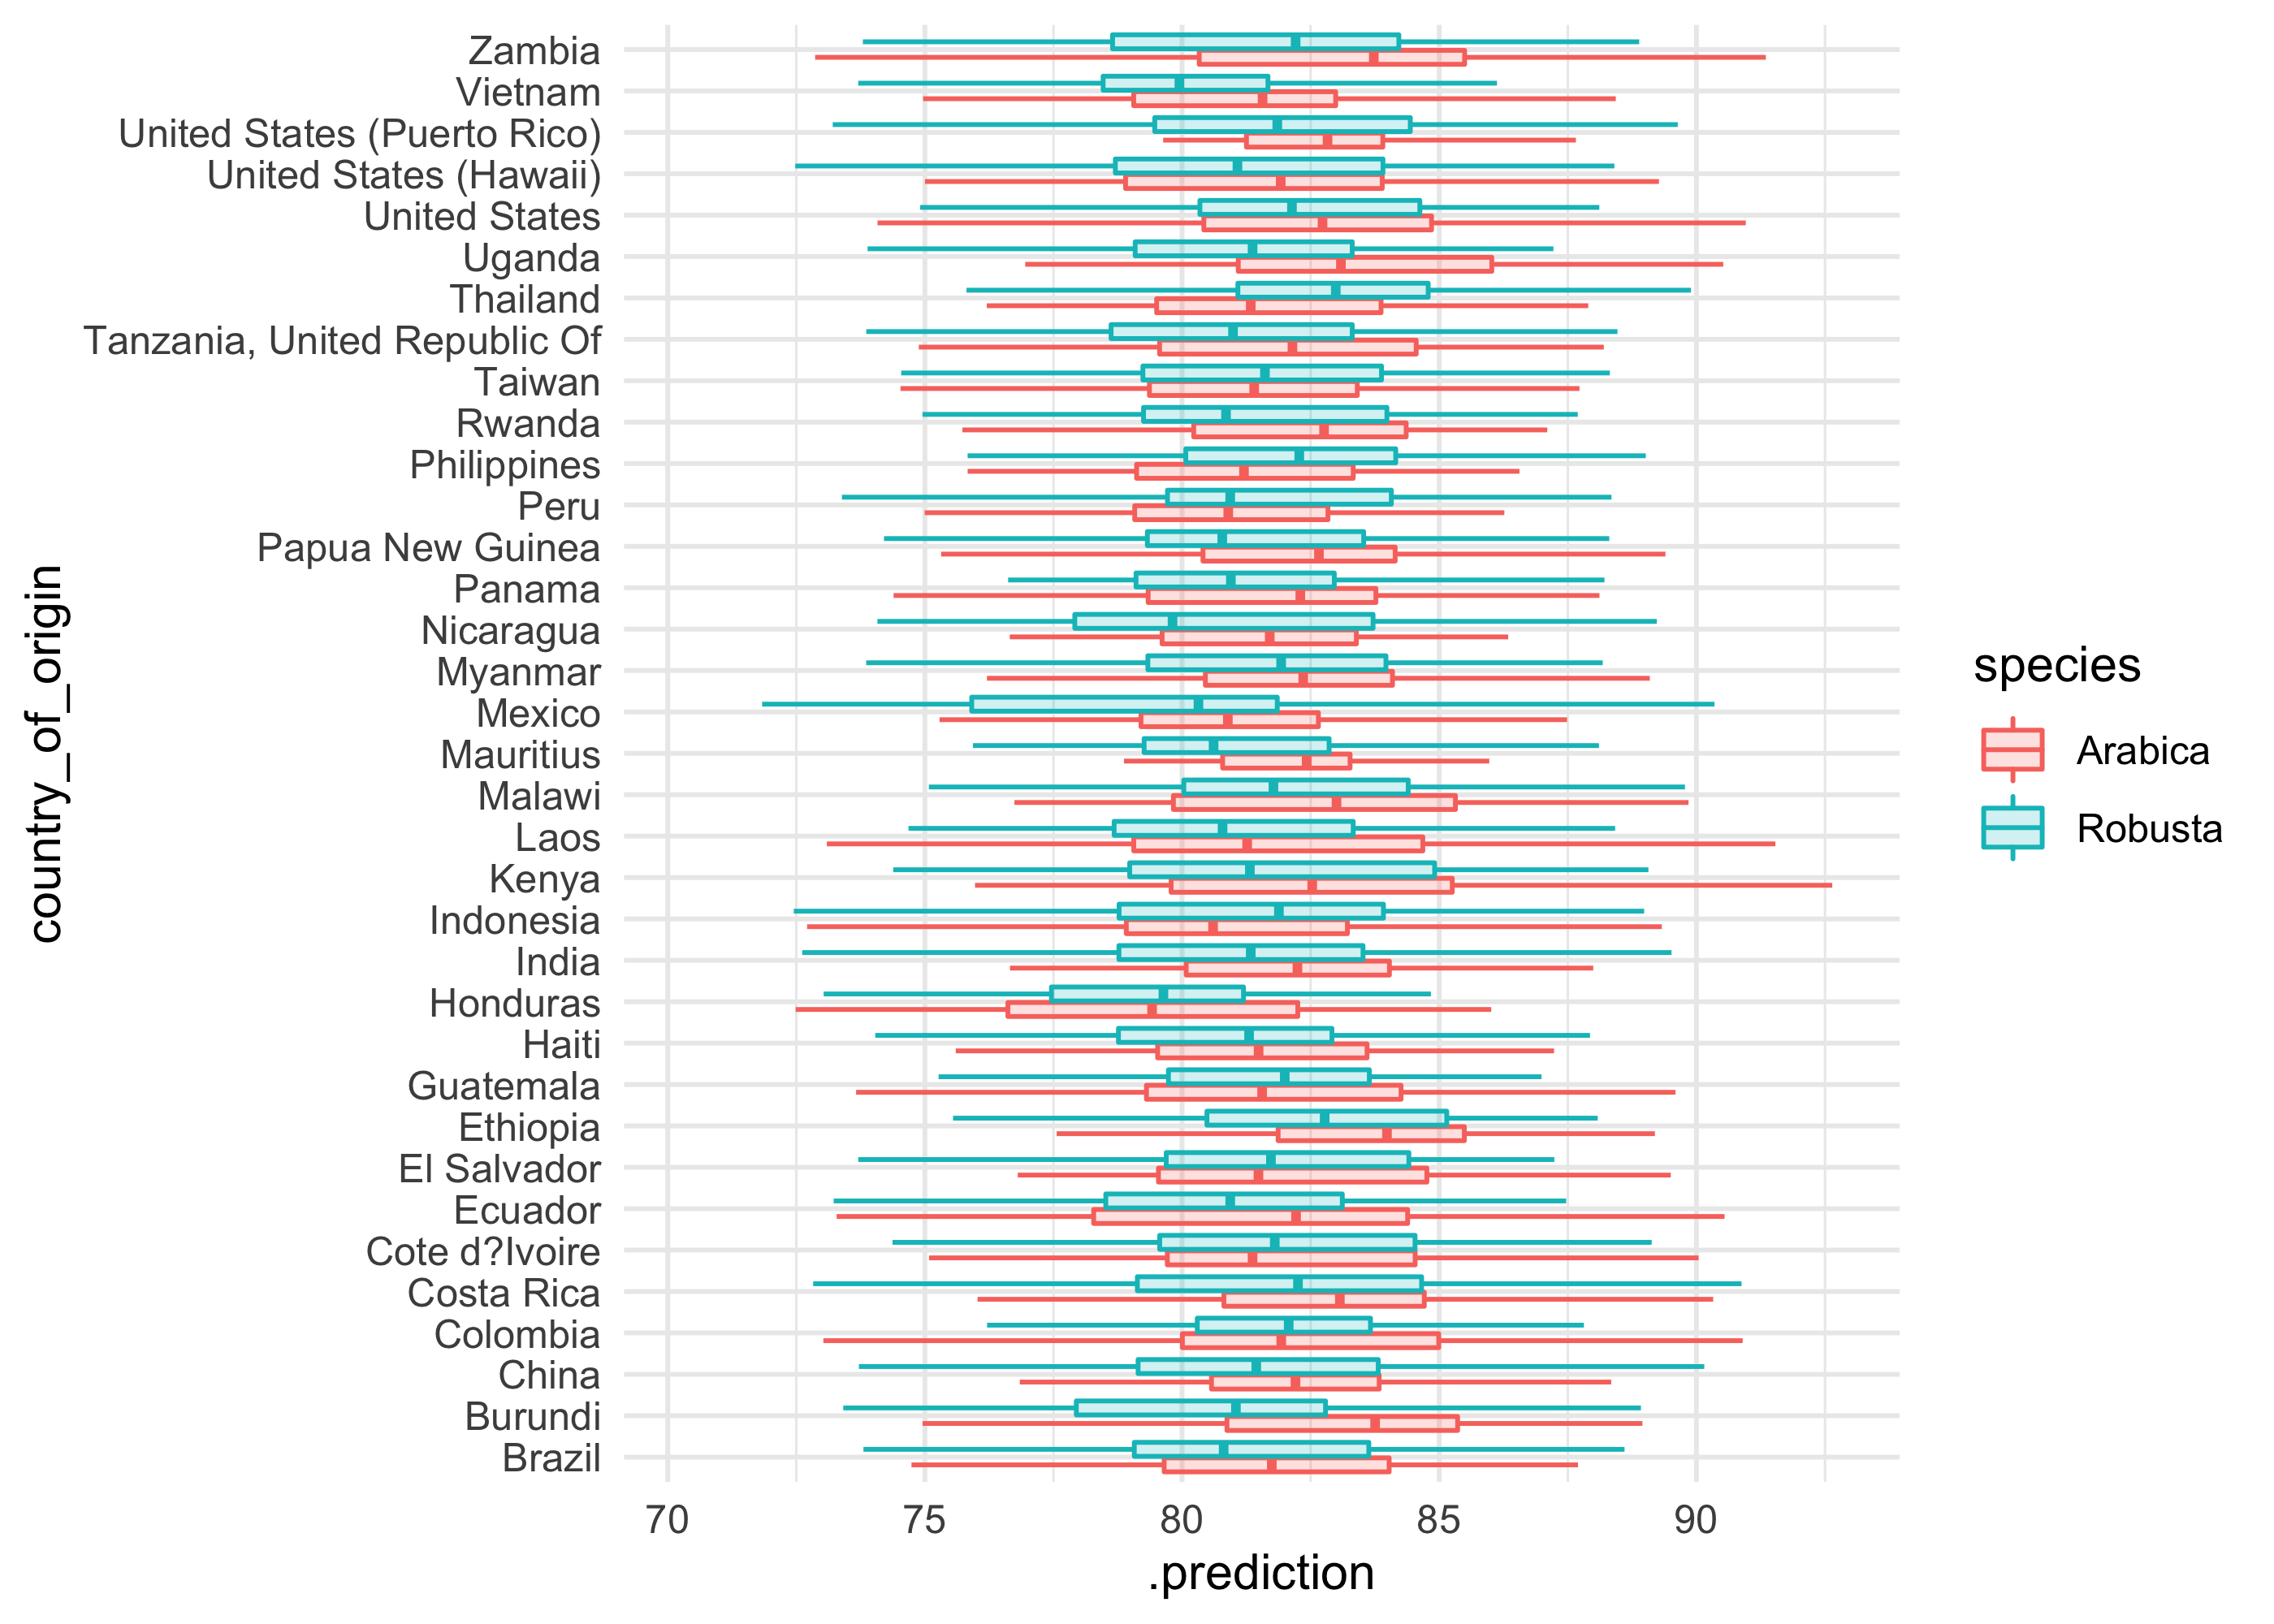 Zambia
Vietnam
United States (Puerto Rico)
United States (Hawaii)
United States
Uganda
Thailand
Tanzania, United Republic Of
Taiwan
Rwanda
Philippines
Peru
Papua New Guinea
Panama
Nicaragua
Myanmar
Mexico
Mauritius
Malawi
Laos
Kenya
Indonesia
India
Honduras
Haiti
Guatemala
Ethiopia
El Salvador
Ecuador
Cote d?Ivoire
Costa Rica
Colombia
China
Burundi
Brazil
country_of_origin
70 75 80 85 90
.prediction
species
Arabica
Robusta